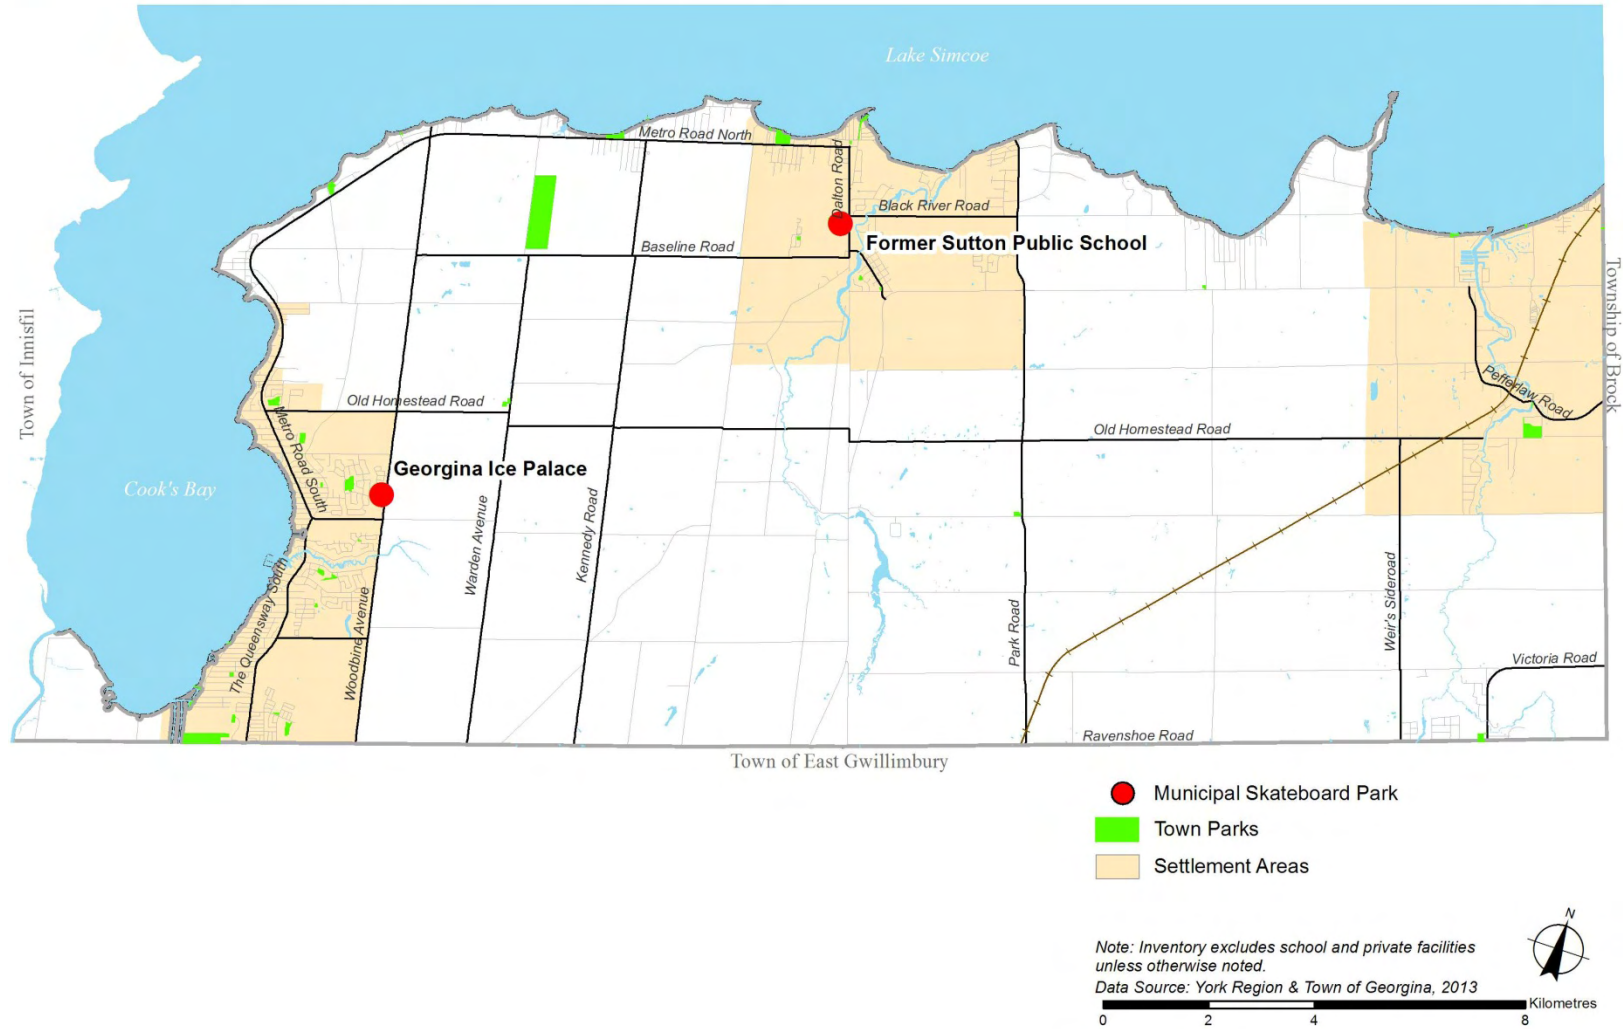 Lake Simcoe
Metro Road North
Dalton Road
Black River Road
Former Sutton Public School
Baseline Road
Township of Brock
Town of Innisfil
Pefferlaw Road
Old Homestead Road
Metro Road South
Old Homestead Road
Georgina Ice Palace
Cook's Bay
Warden Avenue
Kennedy Road
The Queensway South
Woodbine Avenue
Park Road
Weir's Sideroad
Victoria Road
Ravenshoe Road
Town of East Gwillimbury
Municipal Skateboard Park
Town Parks
Settlement Areas
N
Note: Inventory excludes school and private facilities
unless otherwise noted.
Data Source: York Region & Town of Georgina, 2013
Kilometres
0 2 4 8